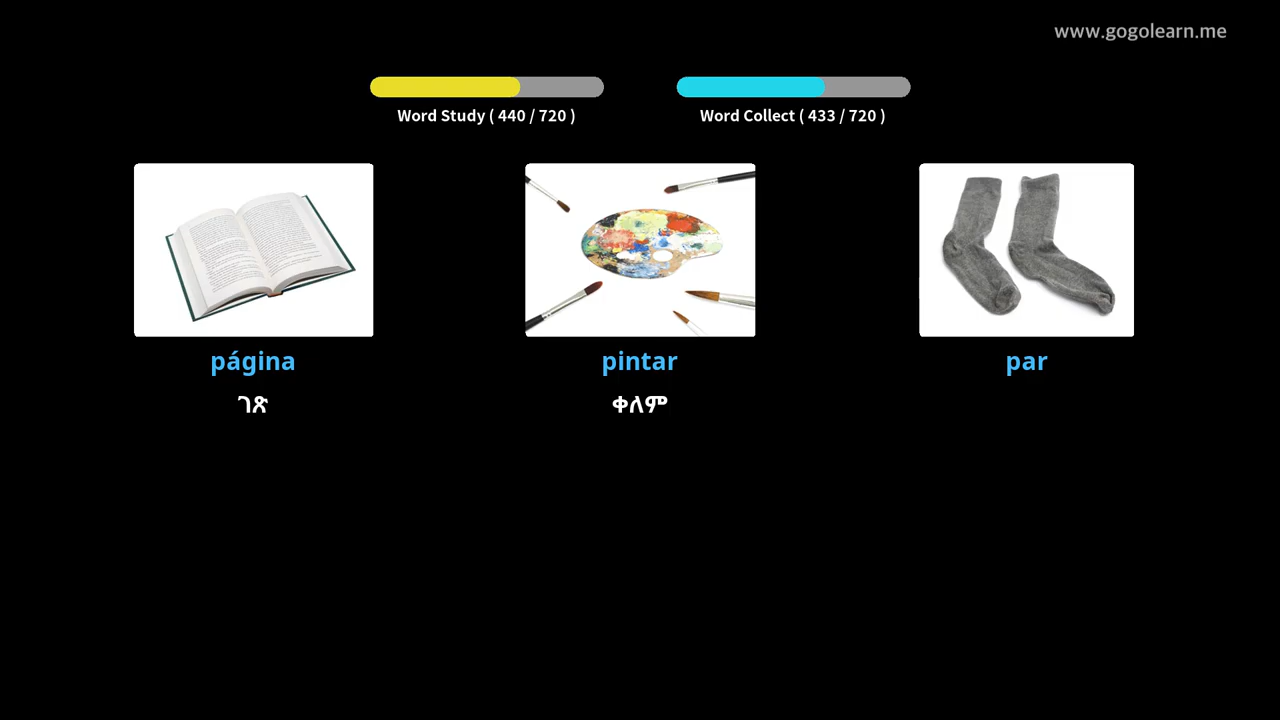 www.gogolearn.me
Word Study ( 440 / 720 )
Word Collect ( 433 / 720 )
página
pintar
par
ገጽ
ቀለም